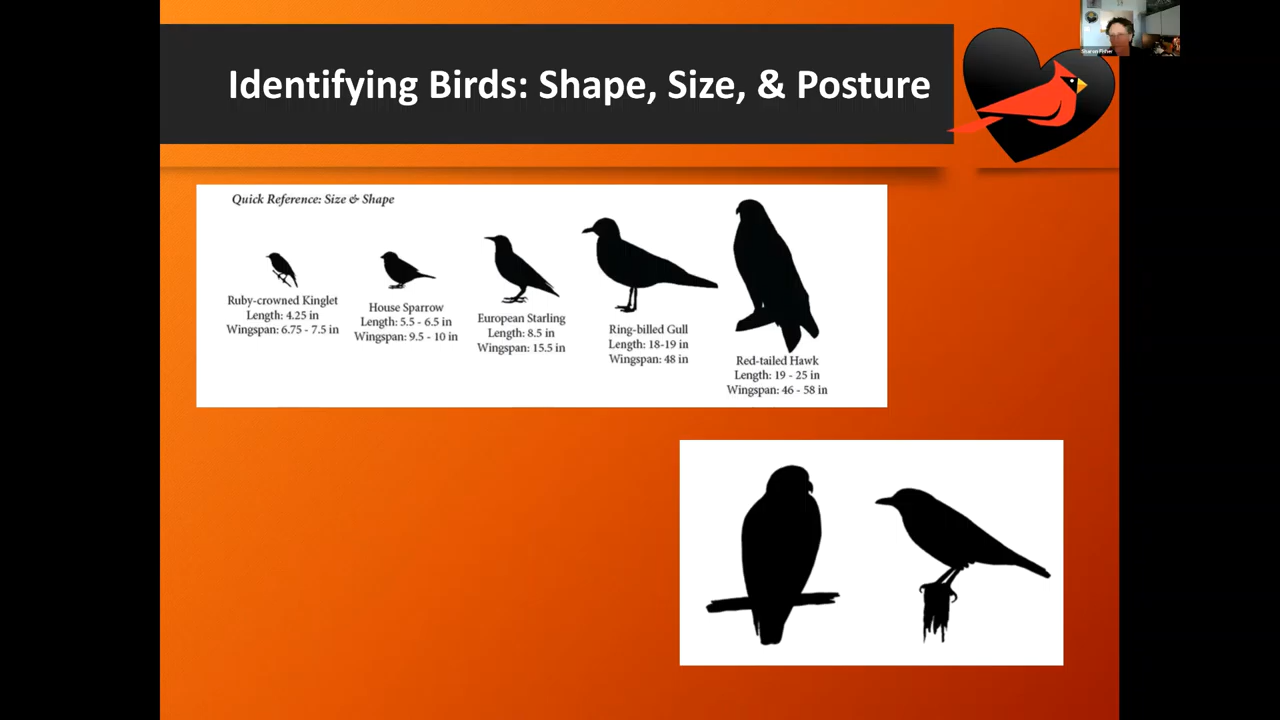 Identifying Birds: Shape, Size, & Posture
Sharon Fisher
Quick Reference: Size & Shape
Ruby-crowned Kinglet
Length: 4.25 in
Wingspan: 6.75 - 7.5 in
House Sparrow
Length: 5.5 - 6.5 in
Wingspan: 9.5 - 10 in
European Starling
Length: 8.5 in
Wingspan: 15.5 in
Ring-billed Gull
Length: 18-19 in
Wingspan: 48 in
Red-tailed Hawk
Length: 19 - 25 in
Wingspan: 46 - 58 in